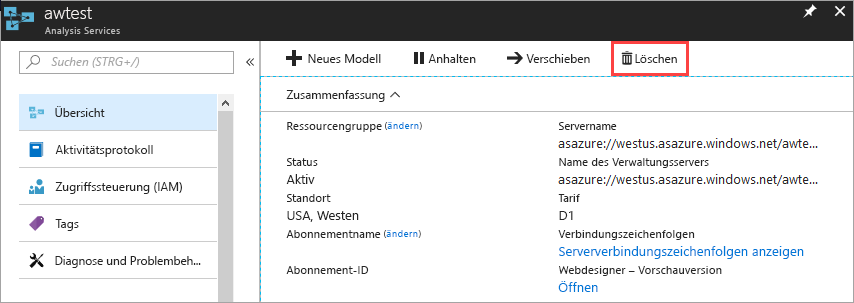 awtest
Analysis Services
Suchen (STRG+/)
Übersicht
Aktivitätsprotokoll
Zugriffssteuerung (IAM)
Tags
Diagnose und Problembeh...
Neues Modell
Anhalten
Verschieben
Löschen
Zusammenfassung
Ressourcengruppe (ändern)
Servername
asazure://westus.asazure.windows.net/awte...
Status
Name des Verwaltungsservers
Aktiv
asazure://westus.asazure.windows.net/awte...
Standort
Tarif
USA, Westen
D1
Abonnementname (ändern)
Verbindungszeichenfolgen
Serververbindungszeichenfolgen anzeigen
Abonnement-ID
Webdesigner – Vorschauversion
Öffnen